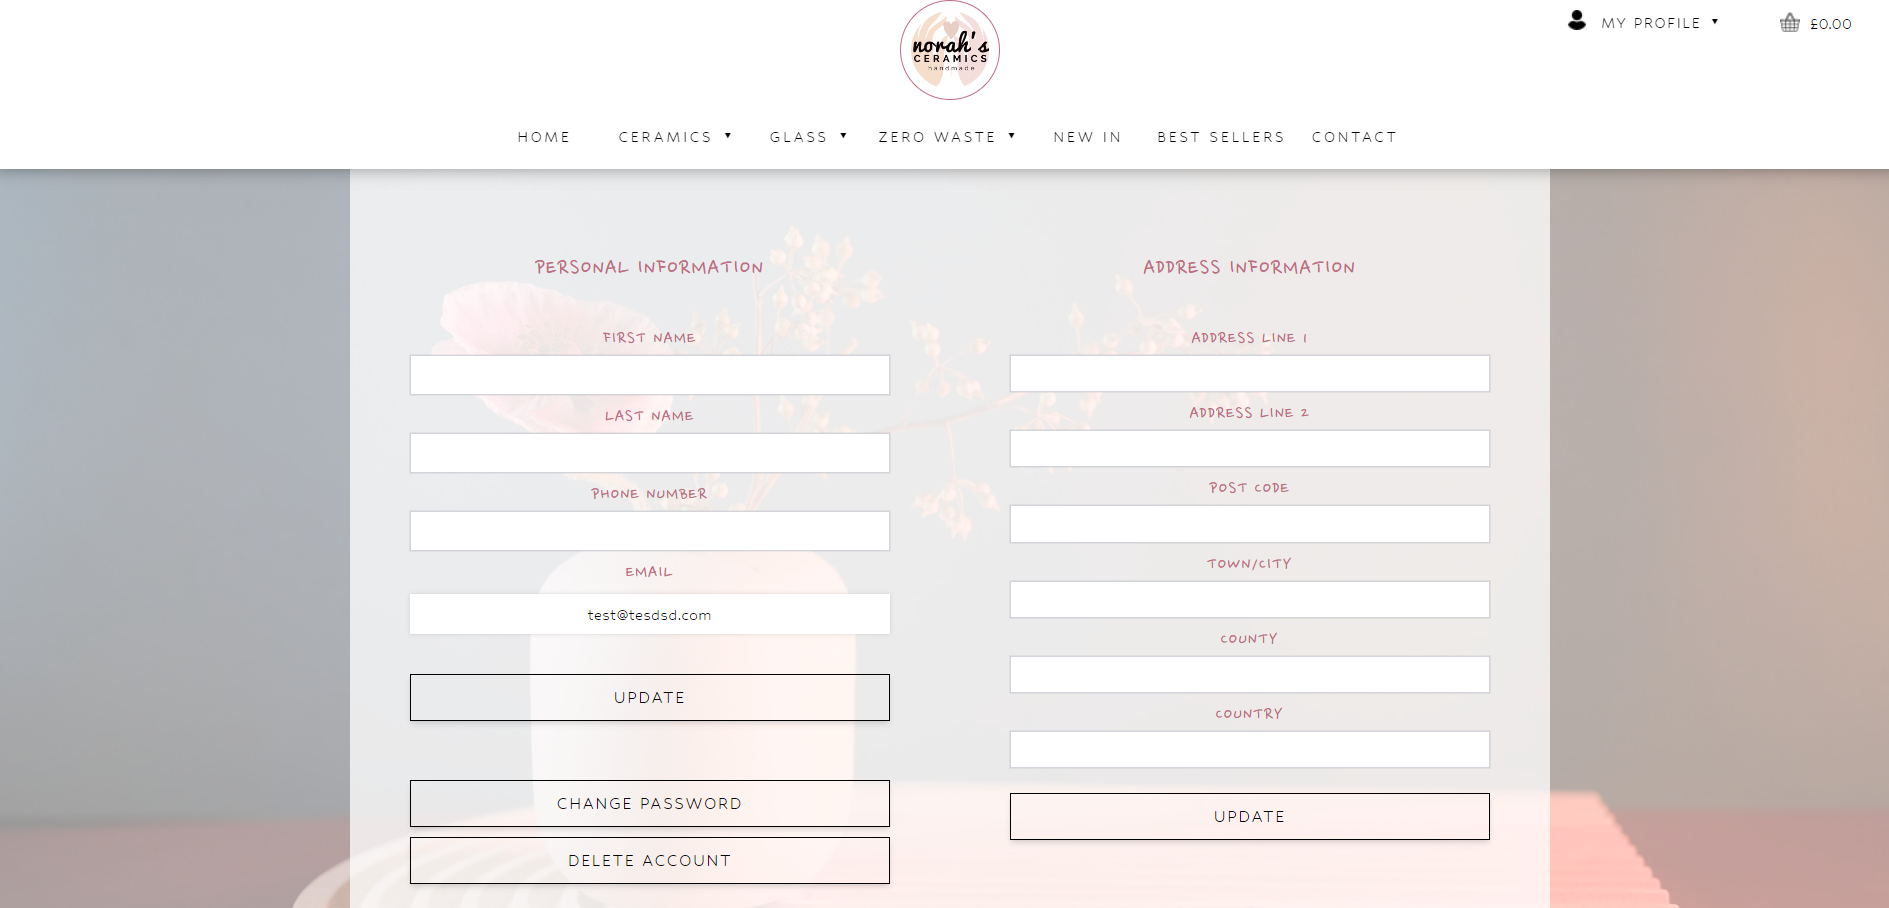 norah's
CERAMICS
handmade
MY PROFILE ▼
£0.00
HOME
CERAMICS ▼
GLASS ▼
ZERO WASTE ▼
NEW IN
BEST SELLERS
CONTACT
PERSONAL INFORMATION
FIRST NAME
LAST NAME
PHONE NUMBER
EMAIL
test@tesdsd.com
UPDATE
CHANGE PASSWORD
DELETE ACCOUNT
ADDRESS INFORMATION
ADDRESS LINE 1
ADDRESS LINE 2
POST CODE
TOWN/CITY
COUNTY
COUNTRY
UPDATE